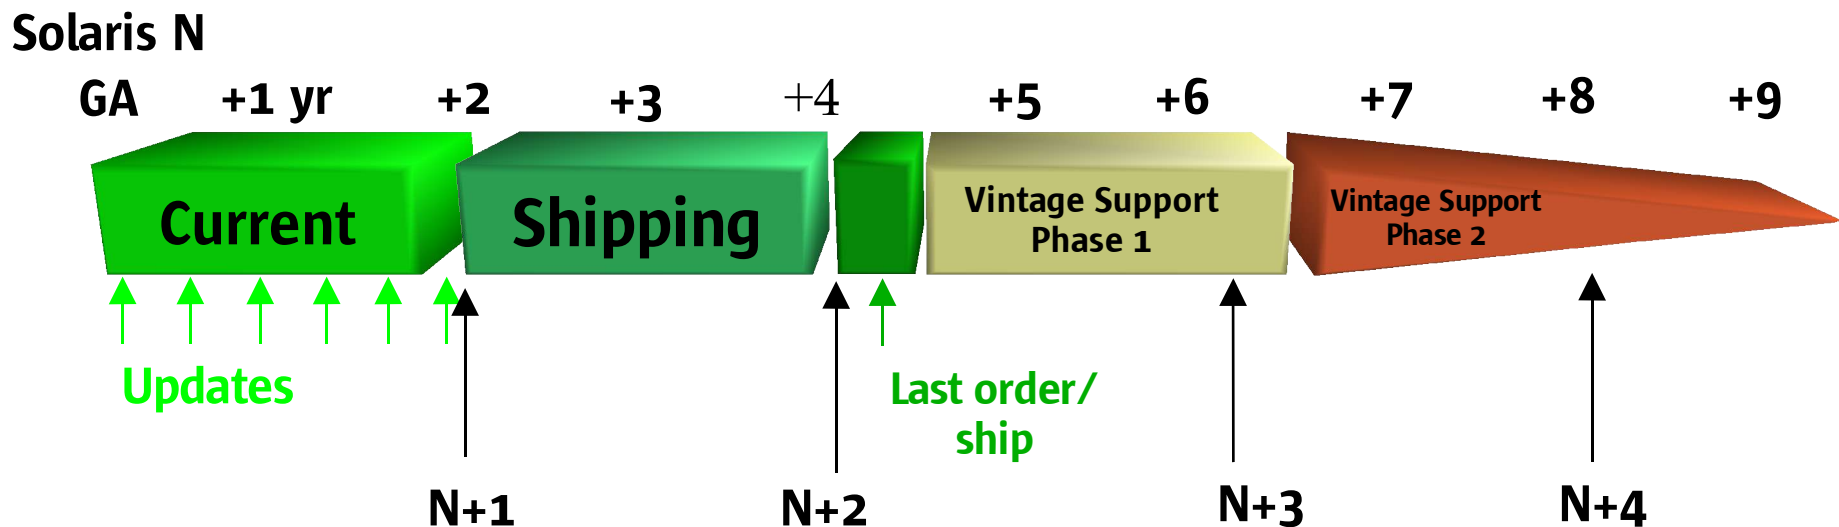 Solaris N
GA +1 yr +2 +3 +4 +5 +6 +7 +8 +9
Current
Shipping
Vintage Support
Phase 1
Vintage Support
Phase 2
Updates
Last order/
ship
N+1 N+2 N+3 N+4